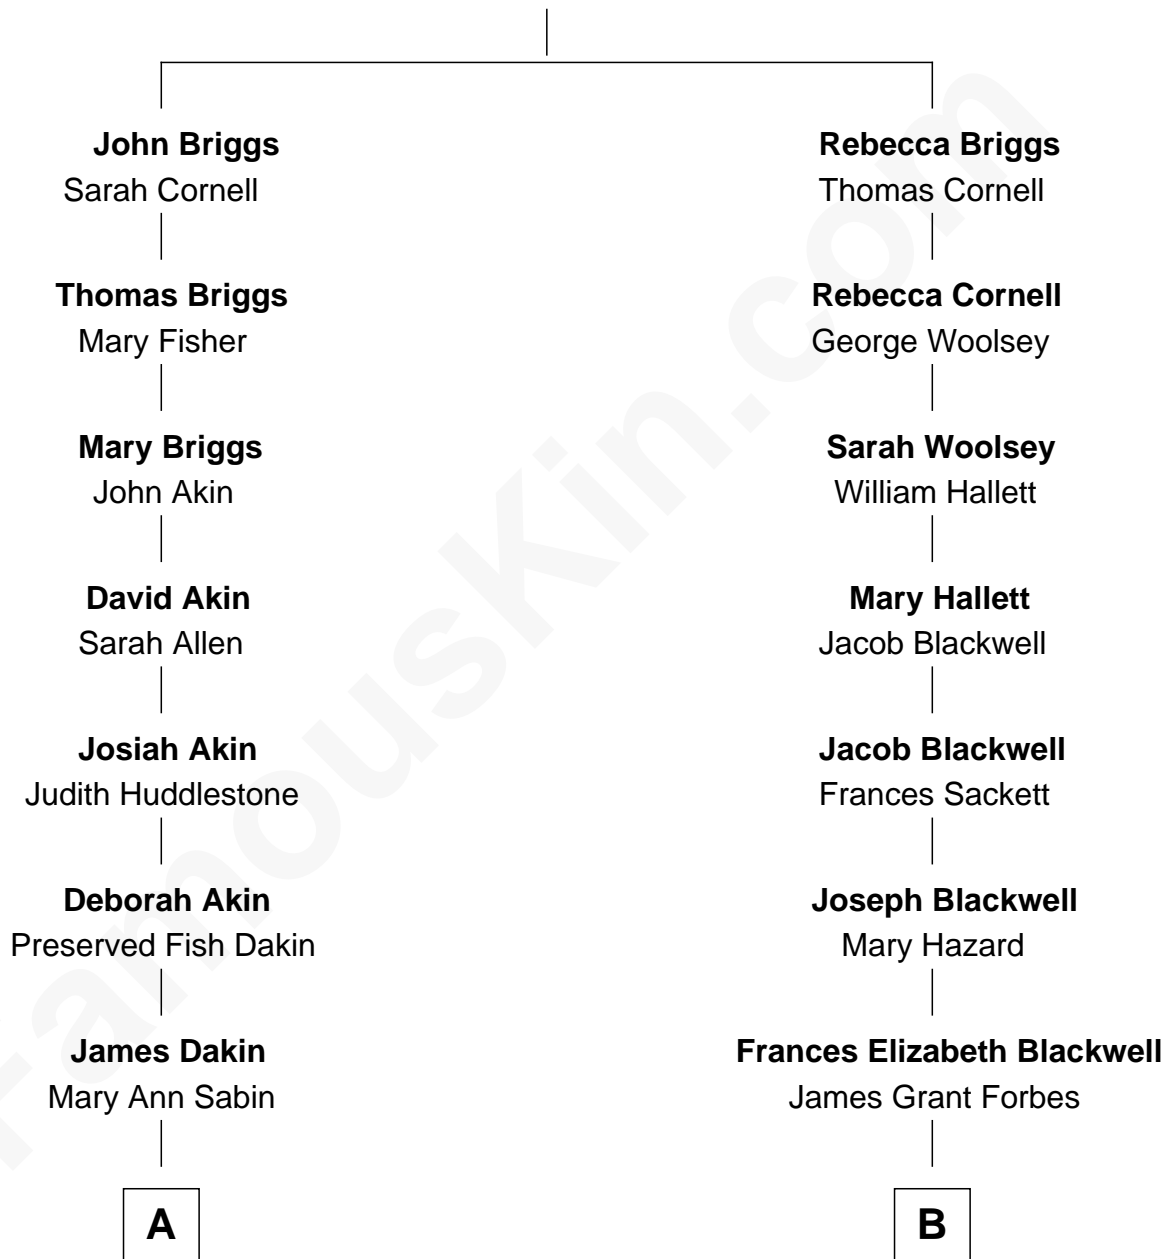 John Briggs
Sarah Cornell
Rebecca Briggs
Thomas Cornell
Thomas Briggs
Mary Fisher
Rebecca Cornell
George Woolsey
Mary Briggs
John Akin
Sarah Woolsey
William Hallett
David Akin
Sarah Allen
Mary Hallett
Jacob Blackwell
Josiah Akin
Judith Huddlestone
Jacob Blackwell
Frances Sackett
Deborah Akin
Preserved Fish Dakin
Joseph Blackwell
Mary Hazard
James Dakin
Mary Ann Sabin
Frances Elizabeth Blackwell
James Grant Forbes
A
B
FamousKin.com